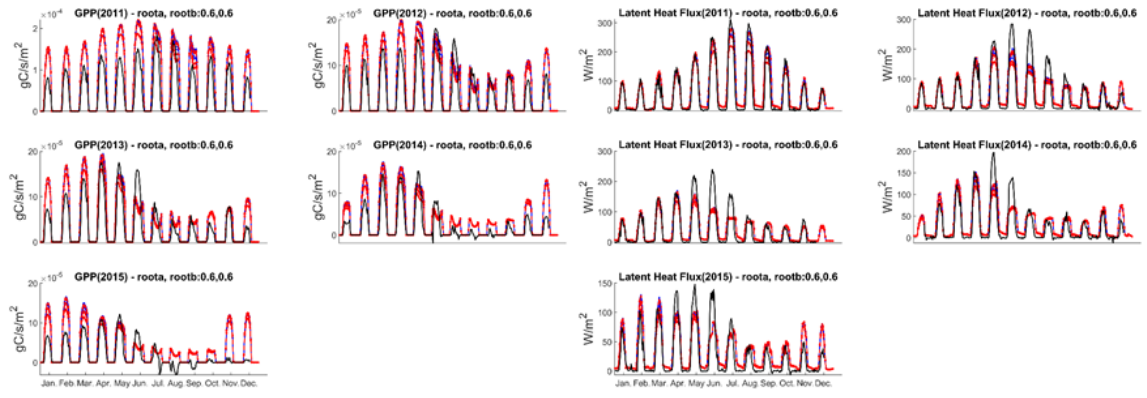 GPP(2011) - roota, rootb:0.6,0.6
×10-4
gC/s/m2
2
1
0
GPP(2012) - roota, rootb:0.6,0.6
×10-5
gC/s/m2
20
10
0
Latent Heat Flux(2011) - roota, rootb:0.6,0.6
W/m2
300
200
100
0
Latent Heat Flux(2012) - roota, rootb:0.6,0.6
W/m2
300
200
100
0
GPP(2013) - roota, rootb:0.6,0.6
×10-5
gC/s/m2
20
10
0
GPP(2014) - roota, rootb:0.6,0.6
×10-5
gC/s/m2
20
10
0
Latent Heat Flux(2013) - roota, rootb:0.6,0.6
W/m2
300
200
100
0
Latent Heat Flux(2014) - roota, rootb:0.6,0.6
W/m2
200
150
100
50
0
GPP(2015) - roota, rootb:0.6,0.6
×10-5
gC/s/m2
20
10
0
Jan. Feb. Mar. Apr. May Jun. Jul. Aug. Sep. Oct. Nov. Dec.
Latent Heat Flux(2015) - roota, rootb:0.6,0.6
W/m2
150
100
50
0
Jan. Feb. Mar. Apr. May Jun. Jul. Aug. Sep. Oct. Nov. Dec.